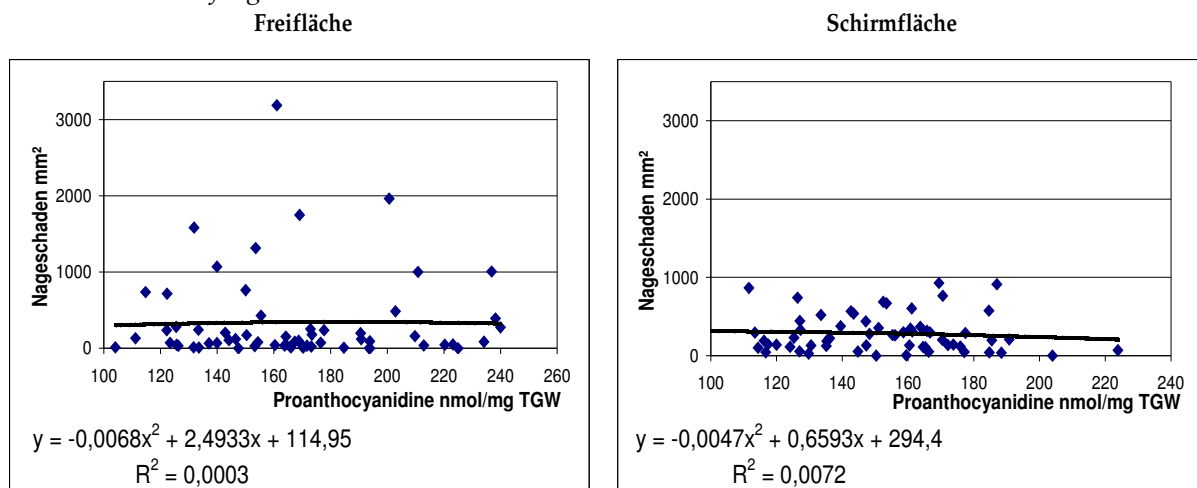 Freifläche
Schirmfläche
Nageschaden mm²
3000
2000
1000
0
100 120 140 160 180 200 220 240 260
Proanthocyanidine nmol/mg TGW
y = -0,0068x² + 2,4933x + 114,95
R² = 0,0003
Nageschaden mm²
3000
2000
1000
0
100 120 140 160 180 200 220 240
Proanthocyanidine nmol/mg TGW
y = -0,0047x² + 0,6593x + 294,4
R² = 0,0072